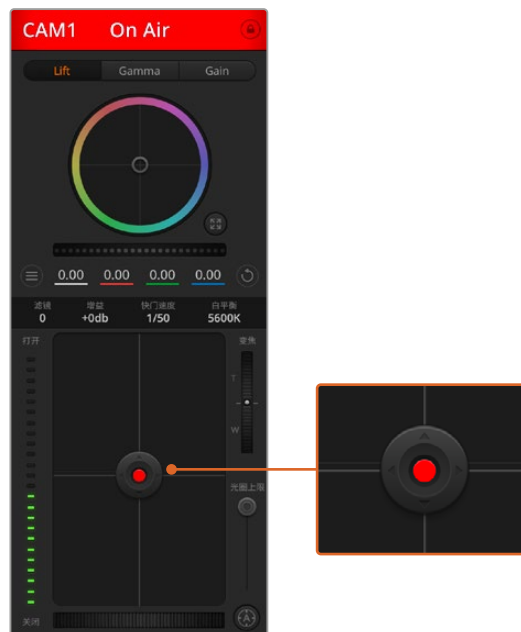 CAM1 On Air
Lift Gamma Gain
0.00 0.00 0.00 0.00
滤镜 增益 快门速度 白平衡
0 +0db 1/50 5600K
打开 变焦
T
W
光圈上限
关闭 A